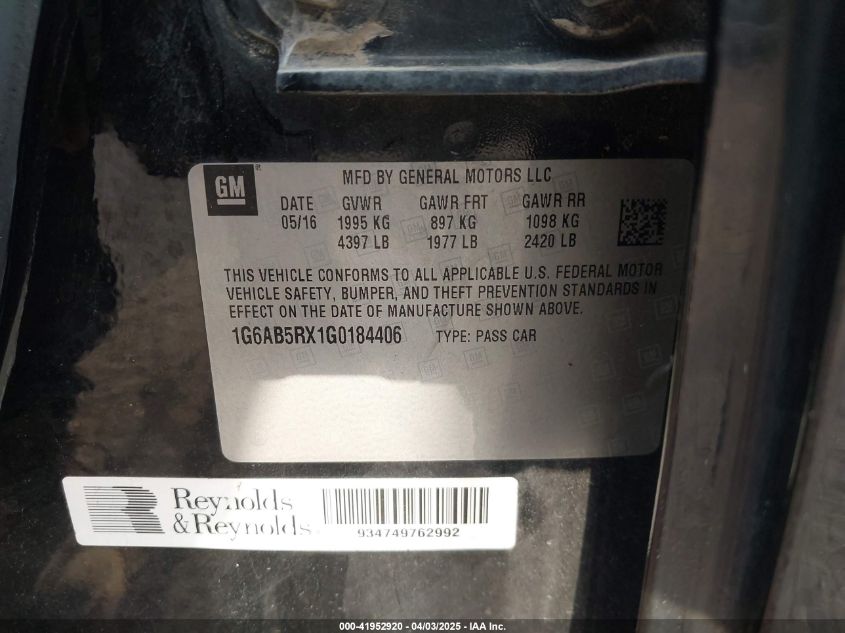 GM
MFD BY GENERAL MOTORS LLC
DATE GVWR GAWR FRT GAWR RR
05/16 1995 KG 897 KG 1098 KG
4397 LB 1977 LB 2420 LB
THIS VEHICLE CONFORMS TO ALL APPLICABLE U.S. FEDERAL MOTOR
VEHICLE SAFETY, BUMPER, AND THEFT PREVENTION STANDARDS IN
EFFECT ON THE DATE OF MANUFACTURE SHOWN ABOVE.
1G6AB5RX1G0184406 TYPE: PASS CAR
Reynolds
& Reynolds
934749762992
000-41952920 - 04/03/2025 - IAA Inc.